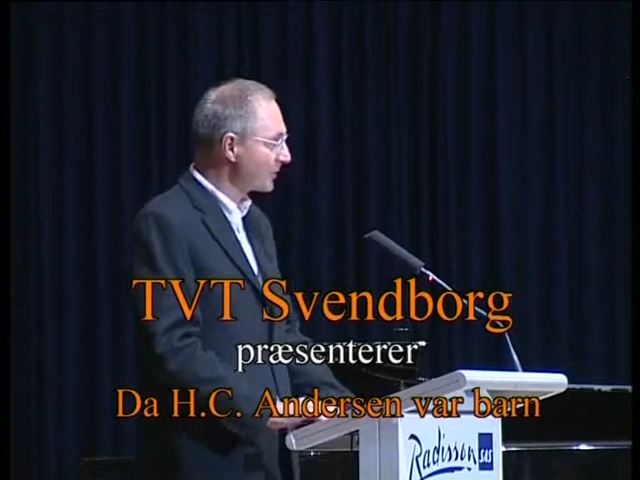 TVT Svendborg
præsenterer
Da H.C. Andersen var barn
Radisson SAS